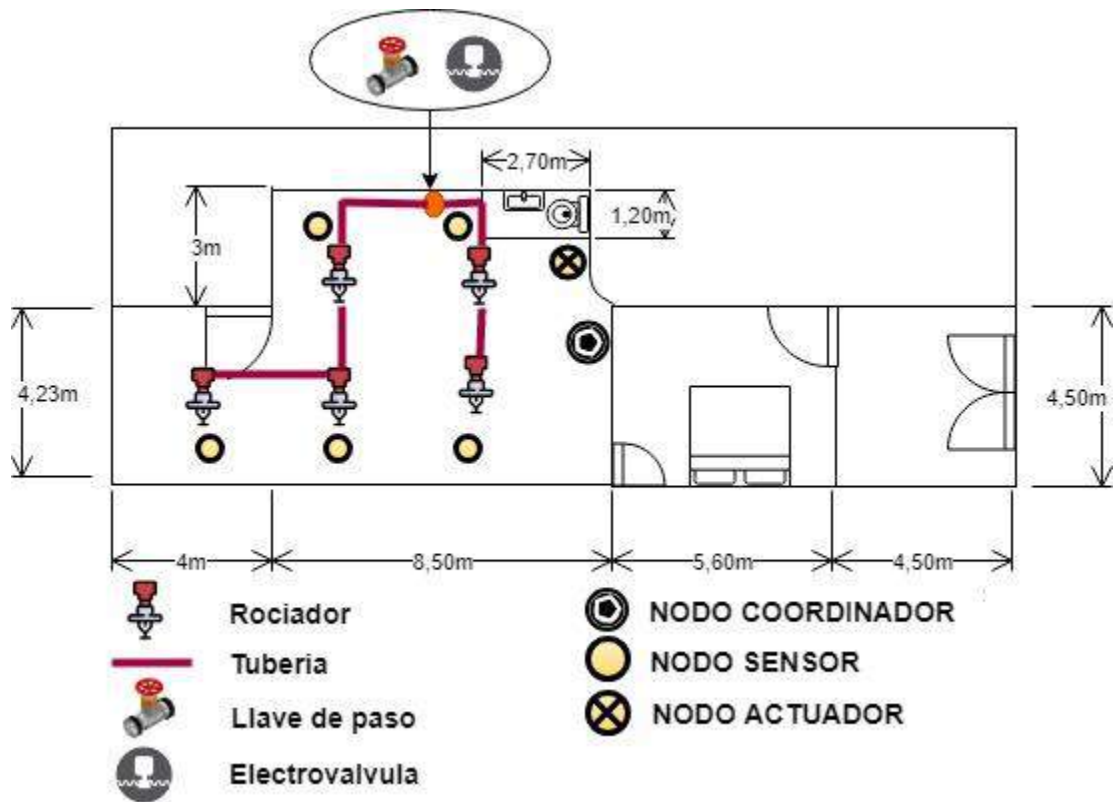 2,70m
1,20m
3m
4,23m
4,50m
4m
8,50m
5,60m
4,50m
Rociador
NODO COORDINADOR
Tuberia
NODO SENSOR
Llave de paso
NODO ACTUADOR
Electrovalvula